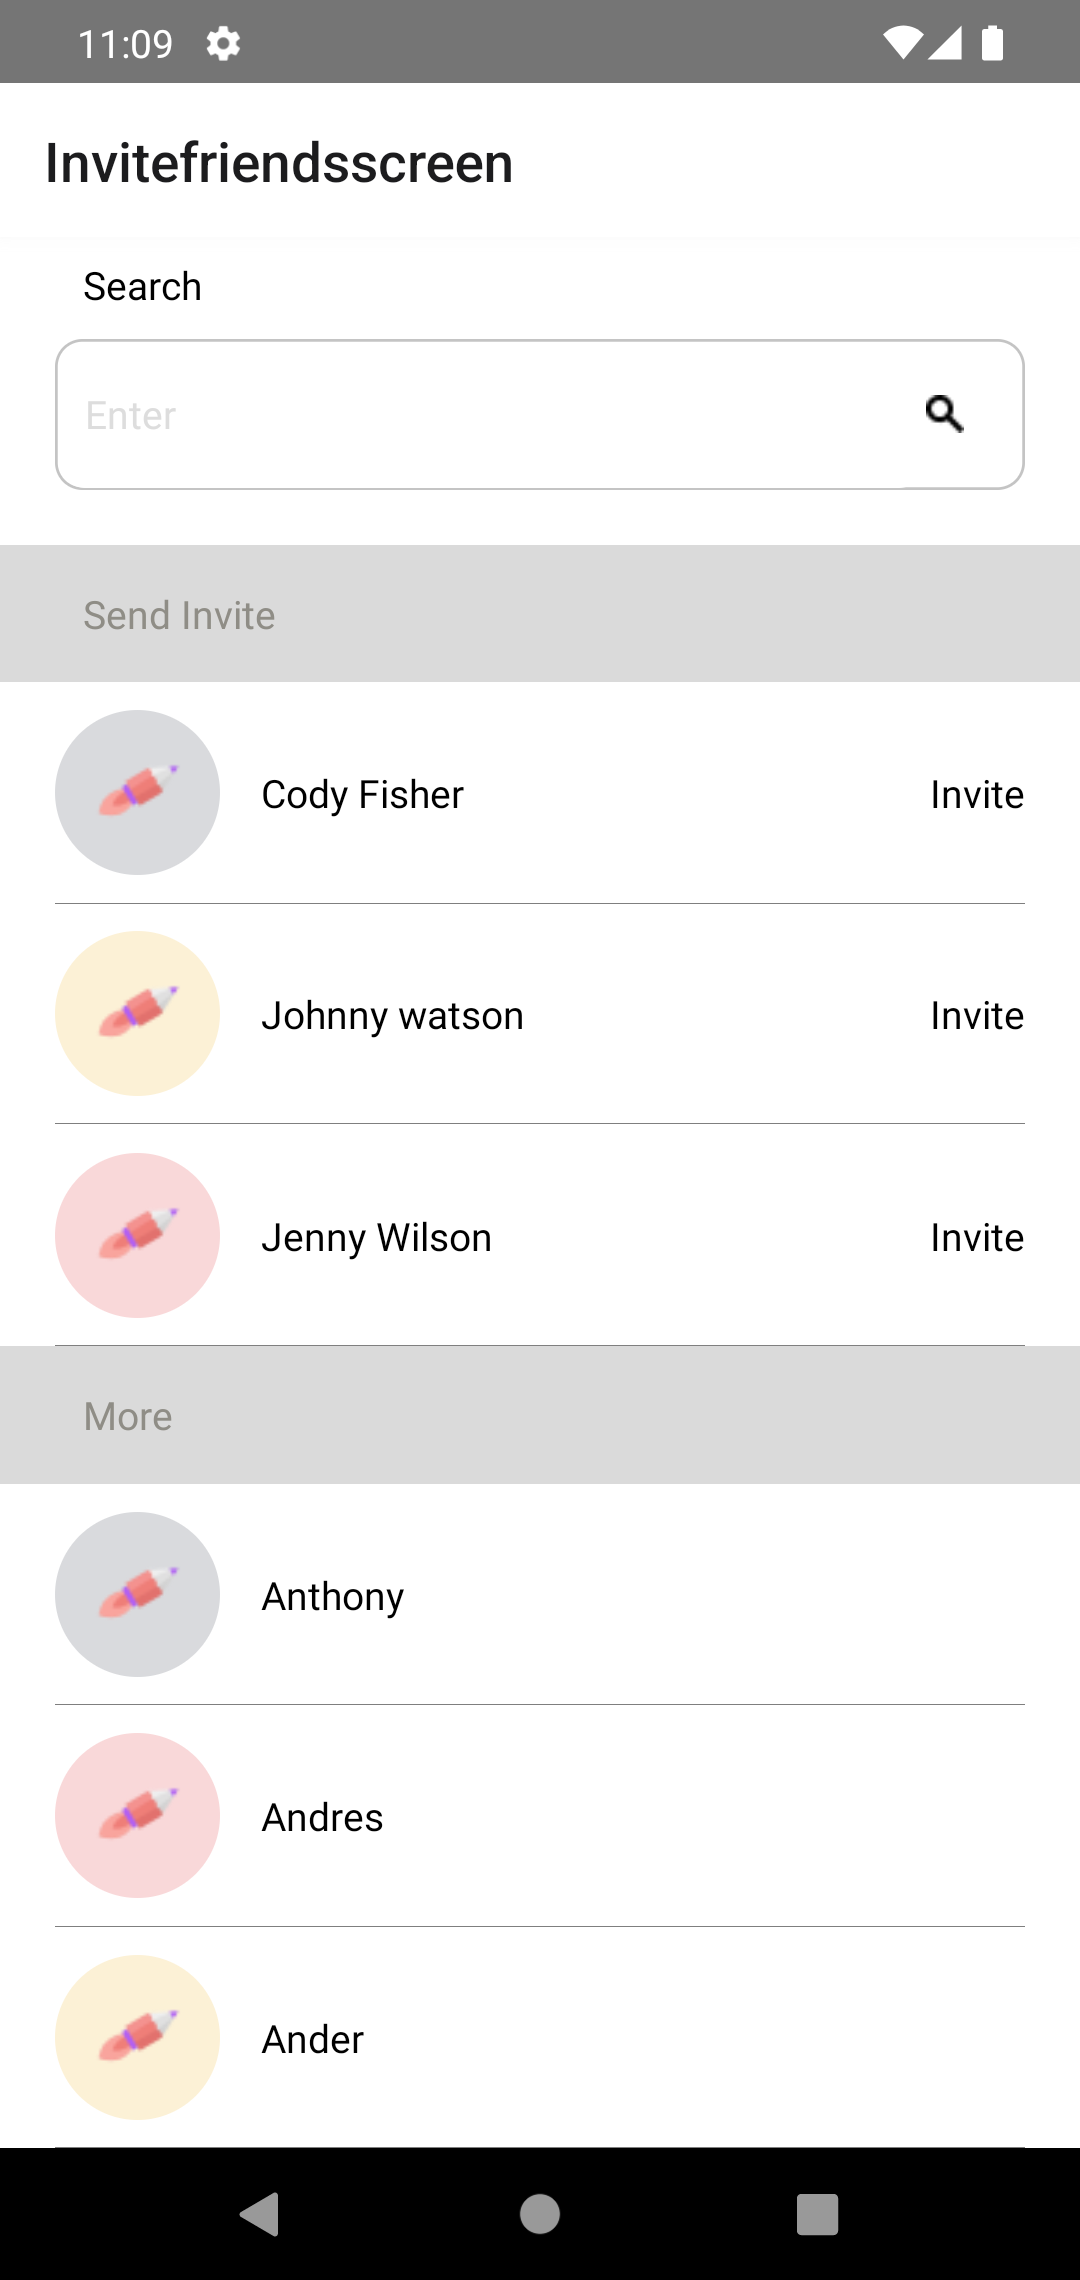 11:09
Invitefriendsscreen
Search
Enter
Send Invite
Cody Fisher Invite
Johnny watson Invite
Jenny Wilson Invite
More
Anthony
Andres
Ander